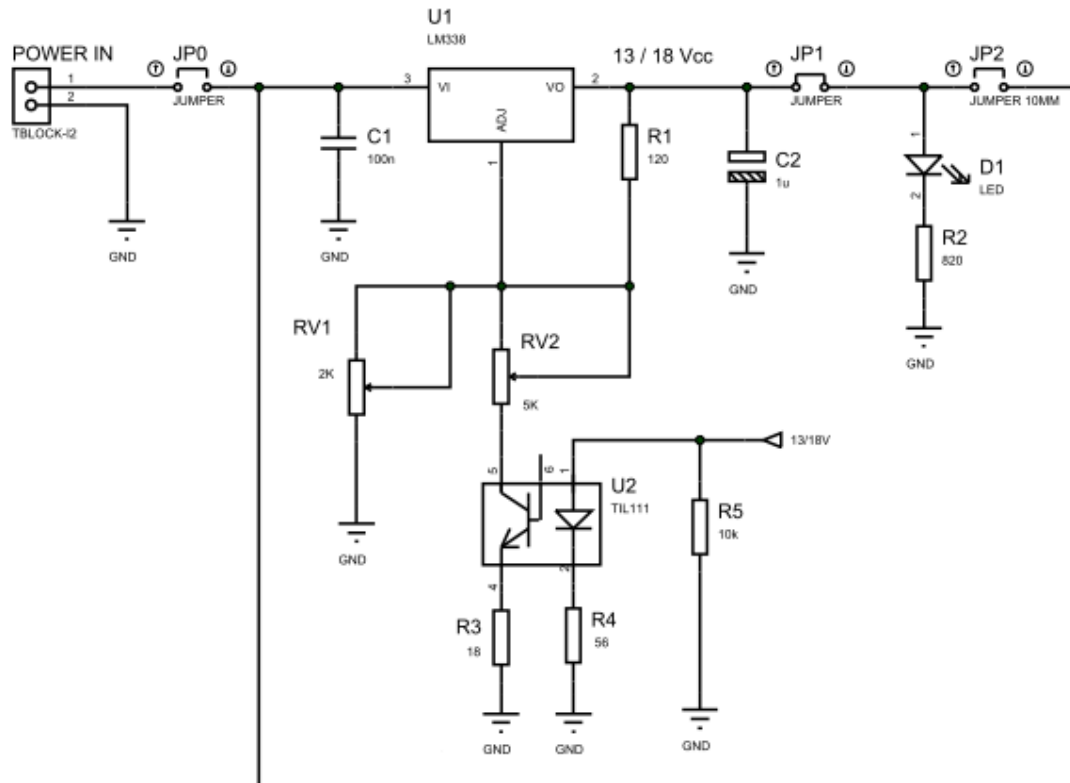 U1
LM338
POWER IN
JP0
13 / 18 Vcc
JP1
JP2
1
2
3
VI
VO
2
JUMPER
JUMPER
JUMPER 10MM
TBLOCK-I2
ADJ
1
C1
100n
R1
120
C2
1u
1
D1
LED
2
R2
820
GND
GND
GND
GND
RV1
2K
RV2
5K
13/18V
5
6
1
U2
TIL111
R5
10k
GND
4
2
R3
18
R4
56
GND
GND
GND